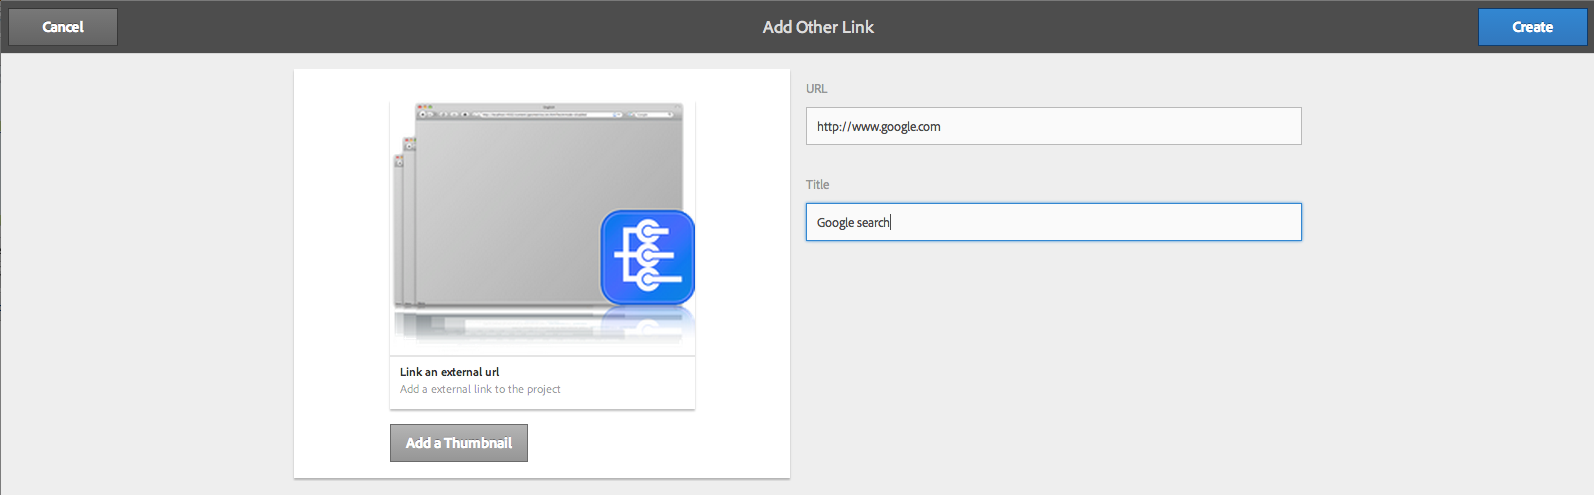 Cancel
Add Other Link
Create
URL
http://www.google.com
Title
Google search
Link an external url
Add a external link to the project
Add a Thumbnail